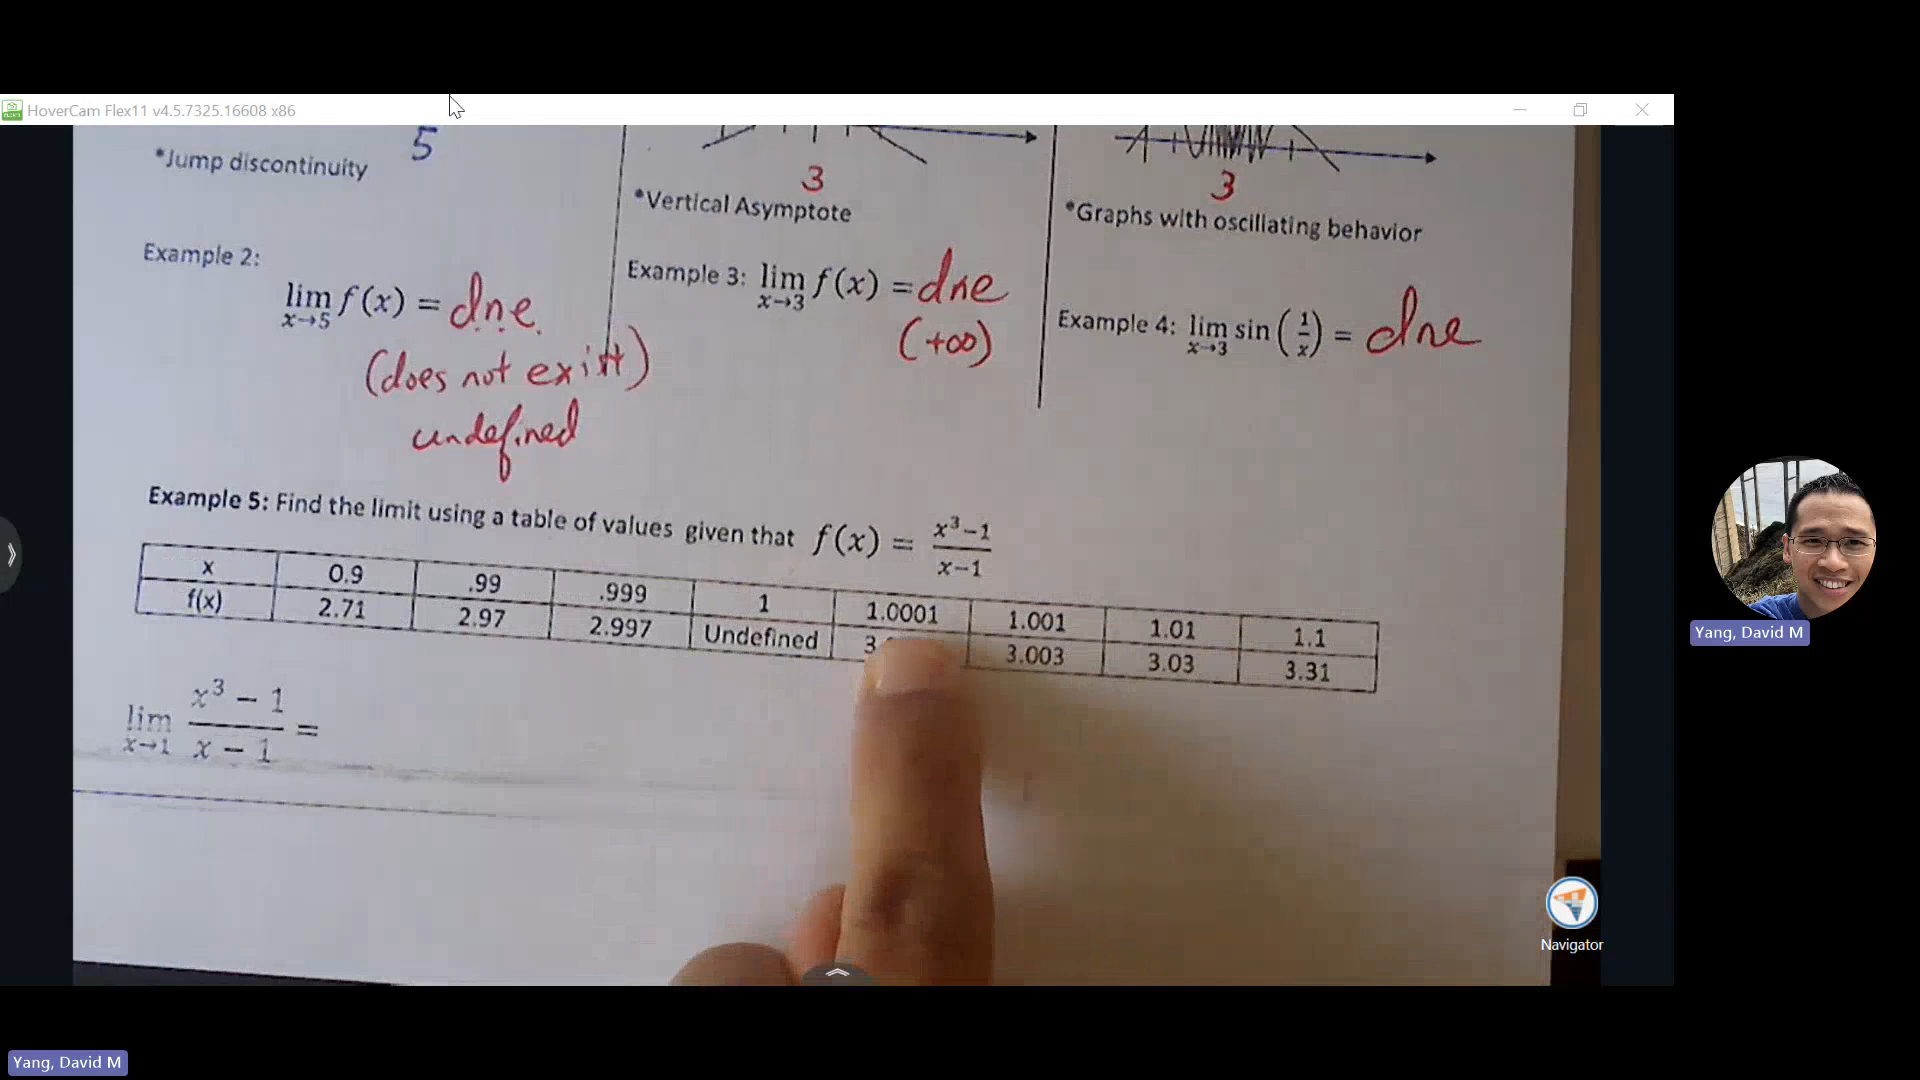 HoverCam Flex11 v4.5.7325.16608 x86
5
*Jump discontinuity
3
*Vertical Asymptote
3
*Graphs with oscillating behavior
Example 2:
lim x→5 f(x) = d.n.e.
(does not exist)
undefined
Example 3: lim x→3 f(x) = dne
(+∞)
Example 4: lim x→3 sin (1/x) = dne
Example 5: Find the limit using a table of values given that f(x) = x³−1 / x−1
x 0.9 .99 .999 1 1.0001 1.001 1.01 1.1
f(x) 2.71 2.97 2.997 Undefined 3. 3.003 3.03 3.31
lim x→1 x³ − 1 / x − 1 =
Navigator
Yang, David M
Yang, David M